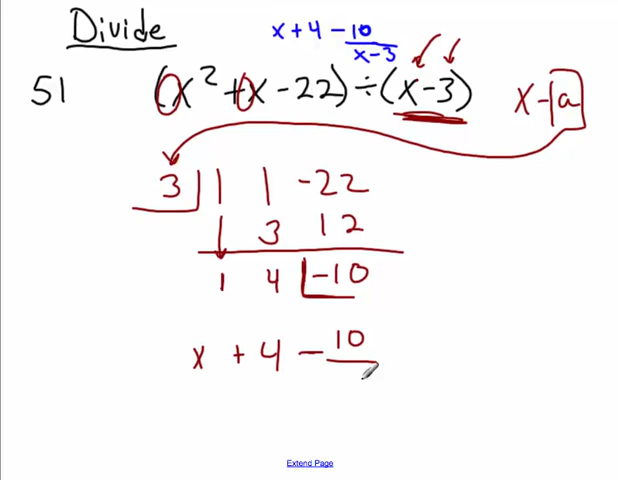 Divide
x + 4 - 10/(x-3)
51 (x² + x - 22) ÷ (x - 3) x - a
3 | 1 1 -22
1 3 12
1 4 | -10
x + 4 - 10
Extend Page